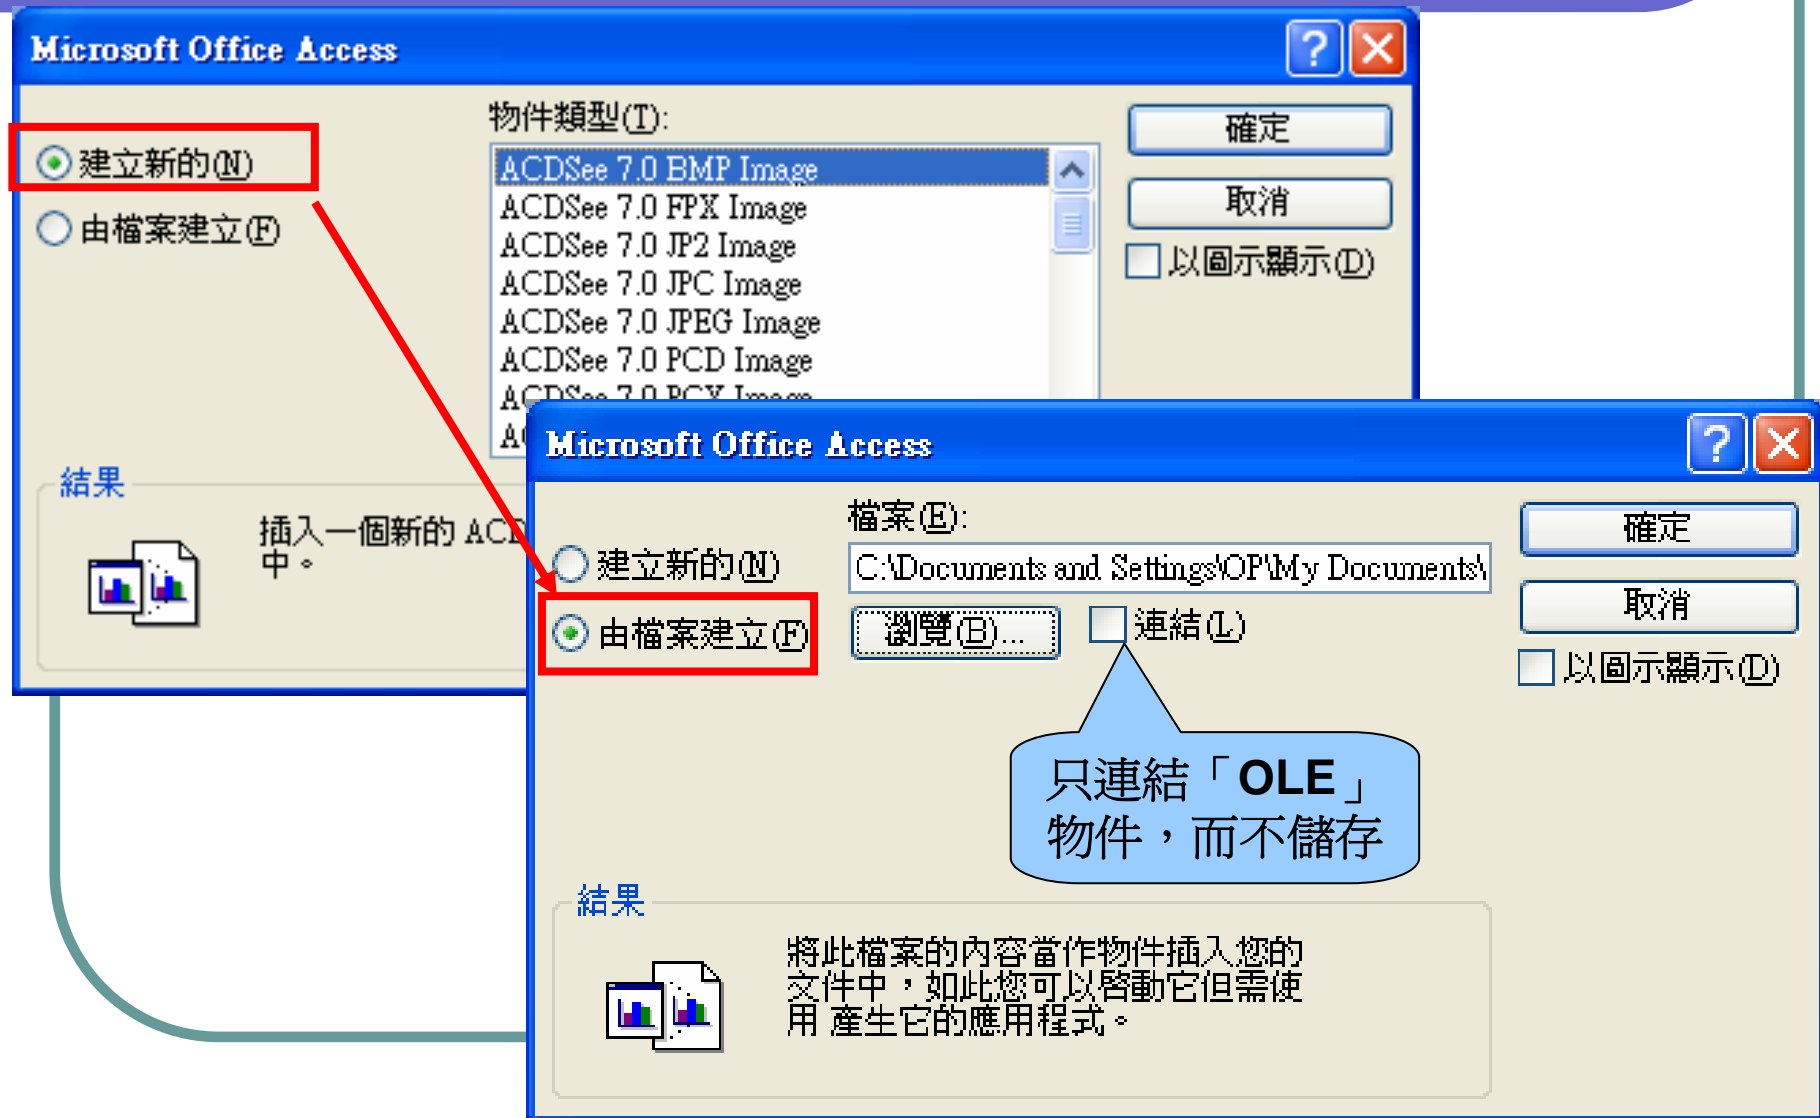 Microsoft Office Access
建立新的(N)
由檔案建立(F)
物件類型(T):
ACDSee 7.0 BMP Image
ACDSee 7.0 FPX Image
ACDSee 7.0 JP2 Image
ACDSee 7.0 JPC Image
ACDSee 7.0 JPEG Image
ACDSee 7.0 PCD Image
ACDSee 7.0 PCX Image
確定
取消
以圖示顯示(D)
結果
插入一個新的
中。
Microsoft Office Access
建立新的(N)
由檔案建立(F)
檔案(E):
C:\Documents and Settings\OP\My Documents\
瀏覽(B)...
連結(L)
確定
取消
以圖示顯示(D)
只連結「OLE」
物件，而不儲存
結果
將此檔案的內容當作物件插入您的
文件中，如此您可以啓動它但需使
用 產生它的應用程式。